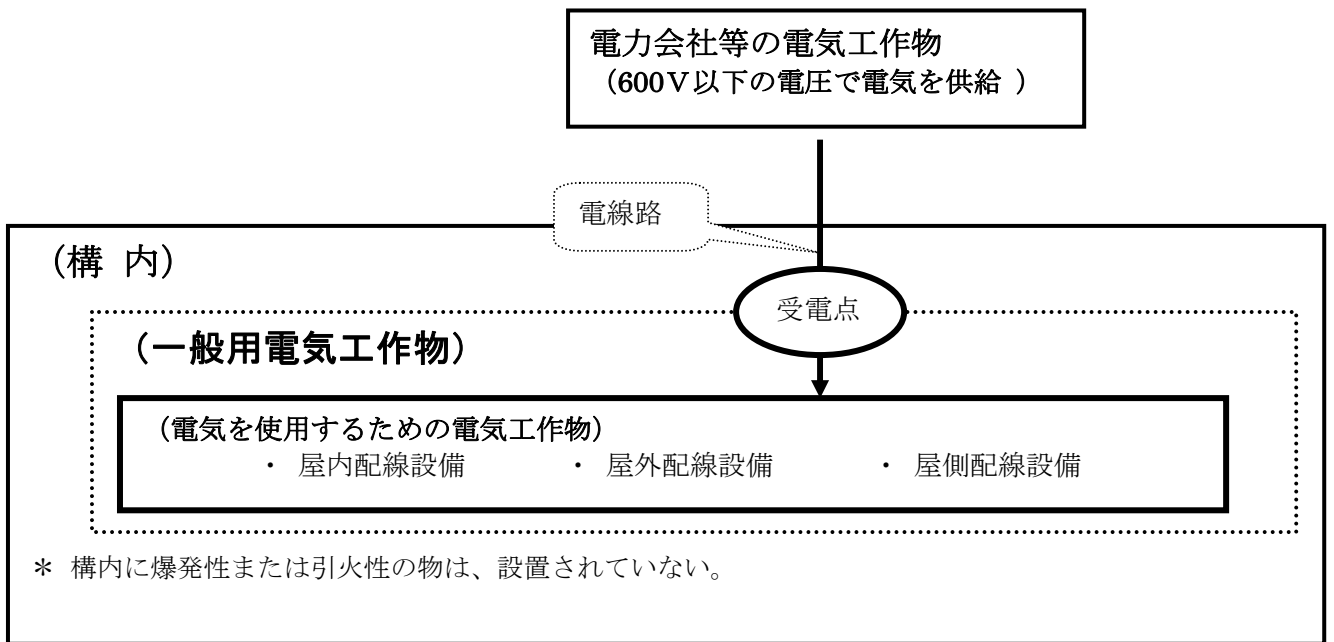 電力会社等の電気工作物
（600V以下の電圧で電気を供給 ）
電線路
（構 内）
受電点
（一般用電気工作物）
（電気を使用するための電気工作物）
・ 屋内配線設備 ・ 屋外配線設備 ・ 屋側配線設備
＊ 構内に爆発性または引火性の物は、設置されていない。